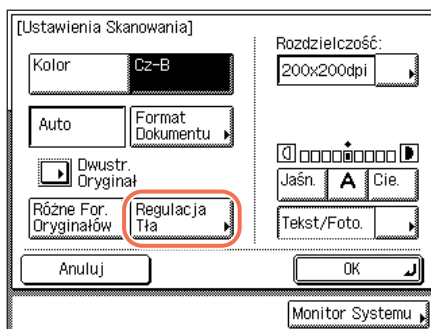 [Ustawienia Skanowania]
Rozdzielczość:
Kolor
Cz-B
200x200dpi
Auto
Format
Dokumentu
Dwustr.
Oryginał
Jaśn.
A
Cie.
Różne For.
Oryginałów
Regulacja
Tła
Tekst/Foto.
Anuluj
OK
Monitor Systemu